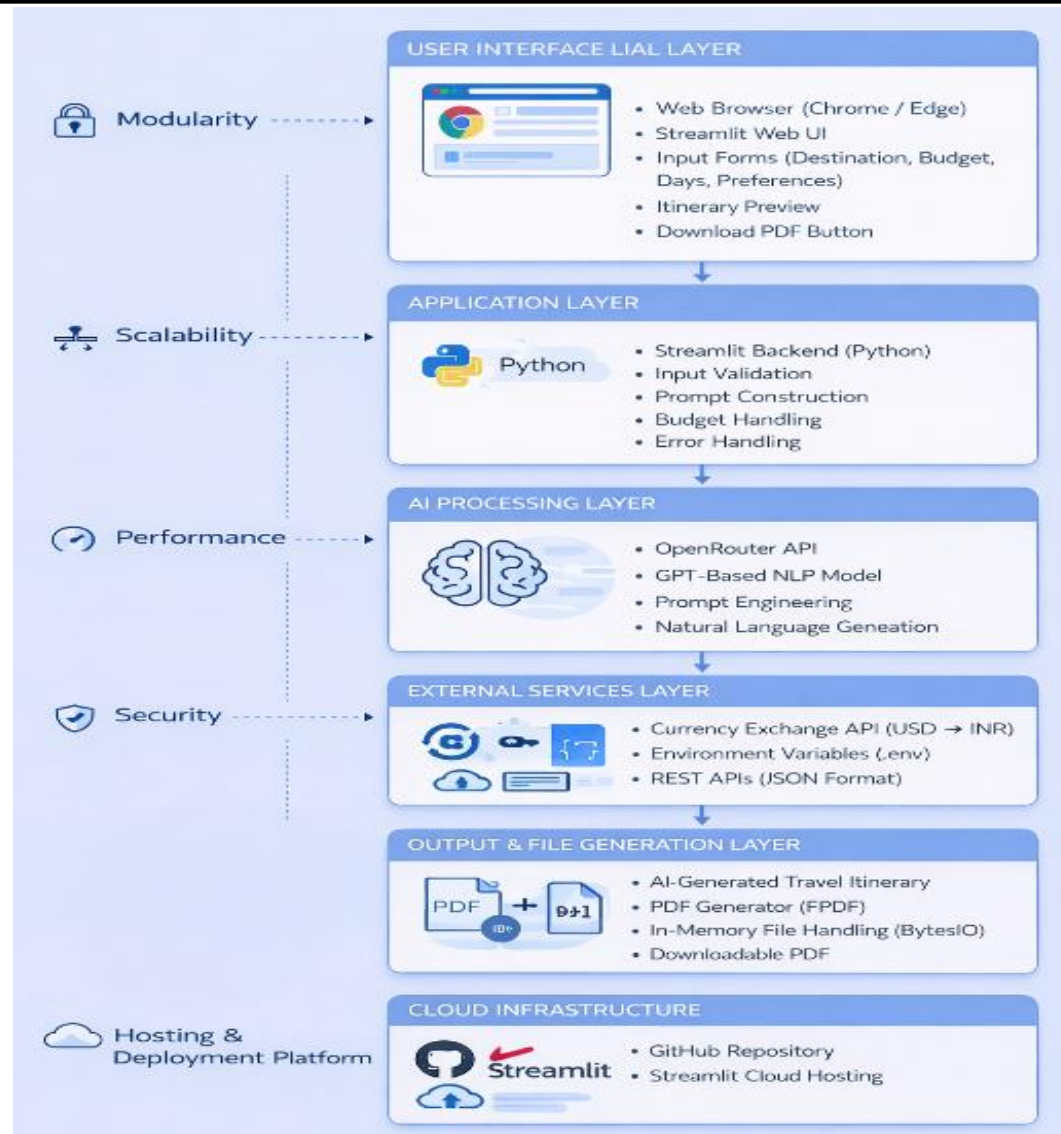 USER INTERFACE LIAL LAYER
Modularity
• Web Browser (Chrome / Edge)
• Streamlit Web UI
• Input Forms (Destination, Budget,
Days, Preferences)
• Itinerary Preview
• Download PDF Button
APPLICATION LAYER
Scalability
Python
• Streamlit Backend (Python)
• Input Validation
• Prompt Construction
• Budget Handling
• Error Handling
AI PROCESSING LAYER
Performance
• OpenRouter API
• GPT-Based NLP Model
• Prompt Engineering
• Natural Language Geneation
EXTERNAL SERVICES LAYER
Security
• Currency Exchange API (USD → INR)
• Environment Variables (.env)
• REST APIs (JSON Format)
OUTPUT & FILE GENERATION LAYER
PDF
+
• AI-Generated Travel Itinerary
• PDF Generator (FPDF)
• In-Memory File Handling (BytesIO)
• Downloadable PDF
CLOUD INFRASTRUCTURE
Hosting &
Deployment Platform
Streamlit
• GitHub Repository
• Streamlit Cloud Hosting